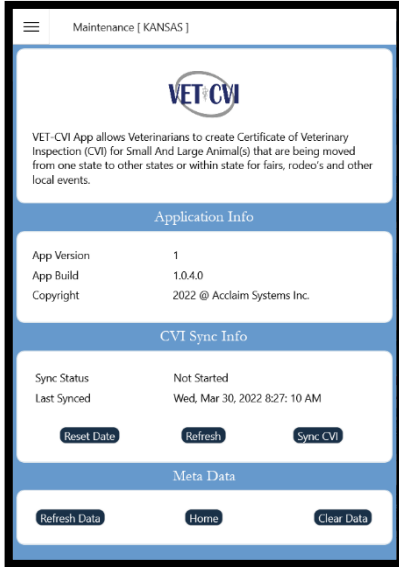 Maintenance [ KANSAS ]
VET CVI
VET-CVI App allows Veterinarians to create Certificate of Veterinary
Inspection (CVI) for Small And Large Animal(s) that are being moved
from one state to other states or within state for fairs, rodeo's and other
local events.
Application Info
App Version 1
App Build 1.0.4.0
Copyright 2022 @ Acclaim Systems Inc.
CVI Sync Info
Sync Status Not Started
Last Synced Wed, Mar 30, 2022 8:27: 10 AM
Reset Date Refresh Sync CVI
Meta Data
Refresh Data Home Clear Data